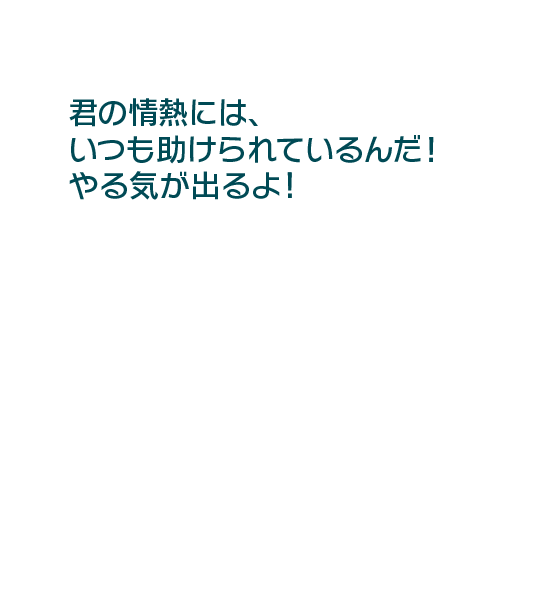 君の情熱には、
いつも助けられているんだ！
やる気が出るよ！